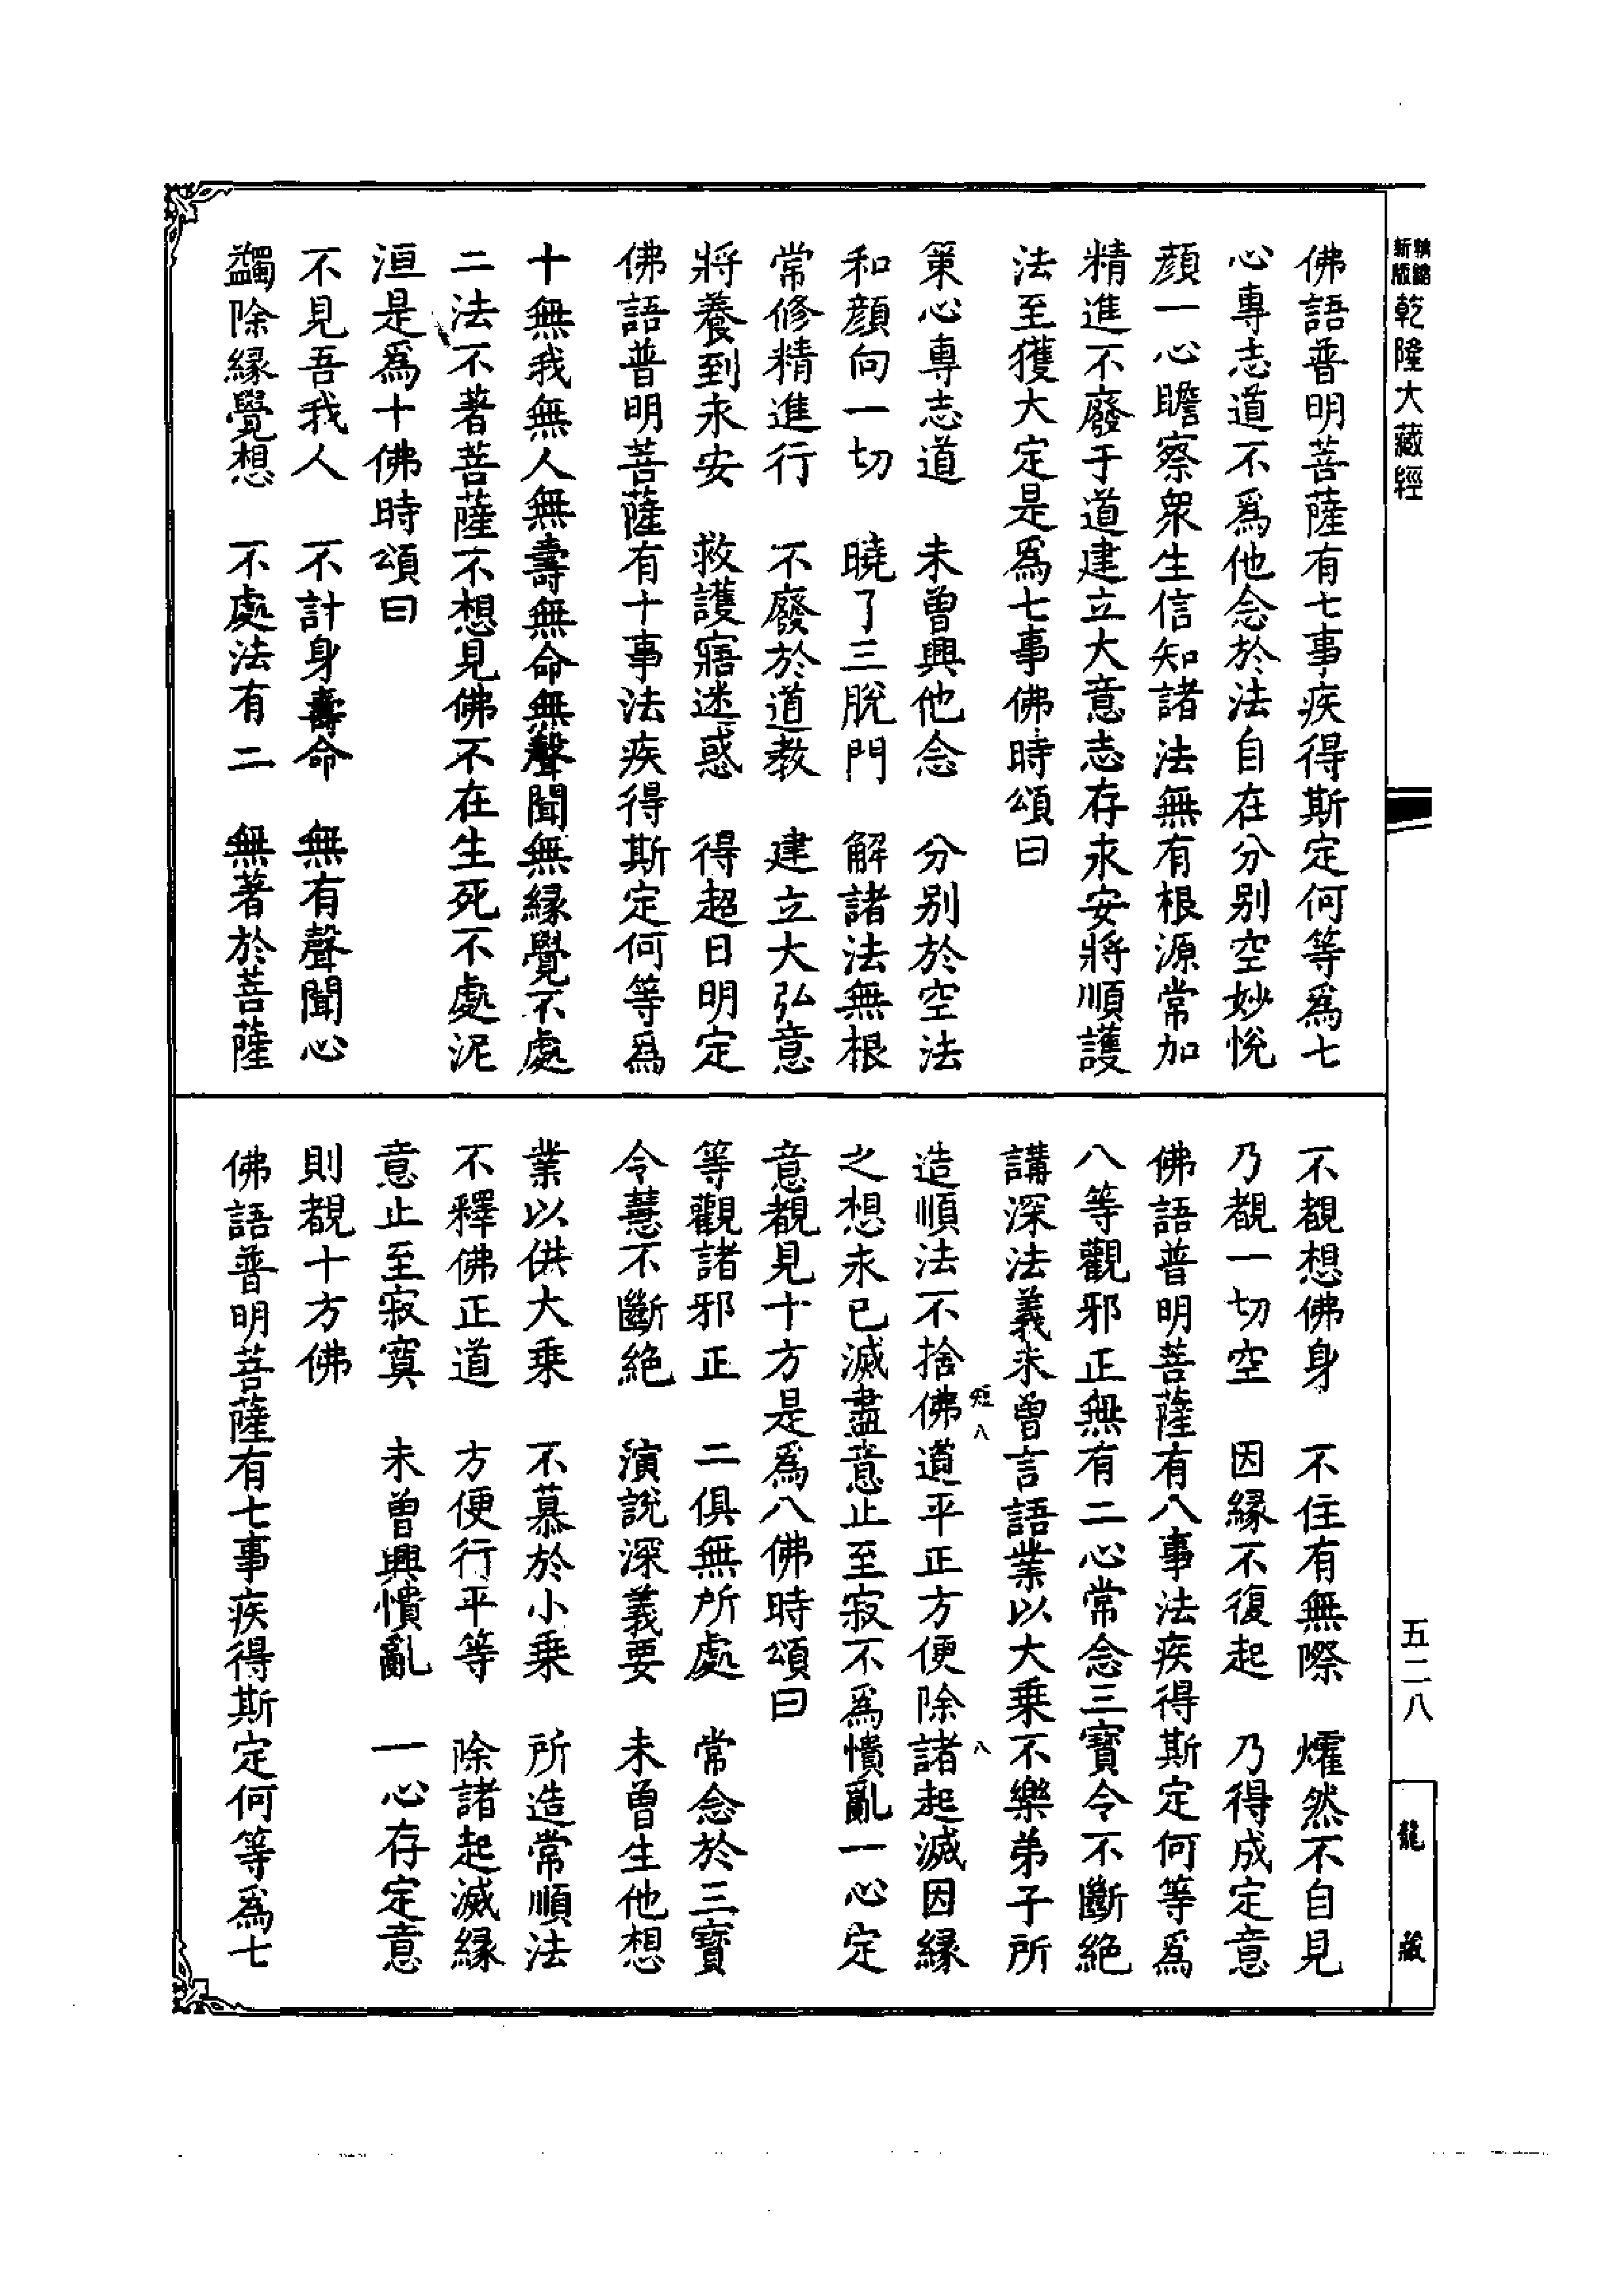 新版 精縮 乾隆大藏經
佛語普明菩薩有七事疾得斯定何等爲七
心專志道不爲他念於法自在分别空妙悅
顏一心瞻察衆生信知諸法無有根源常加
精進不廢于道建立大意志存永安將順護
法至獲大定是爲七事佛時頌曰
策心專志道　未曾興他念　分别於空法
和顏向一切　曉了三脫門　解諸法無根
常修精進行　不廢於道教　建立大弘意
將養到永安　救護寤迷惑　得超日明定
佛語普明菩薩有十事法疾得斯定何等爲
十無我無人無壽無命無聲聞無緣覺不處
二法不著菩薩不想見佛不在生死不處泥
洹是爲十佛時頌曰
不見吾我人　不計身壽命　無有聲聞心
蠲除緣覺想　不處法有二　無著於菩薩
不覩想佛身　不住有無際　燿然不自見
乃覩一切空　因緣不復起　乃得成定意
佛語普明菩薩有八事法疾得斯定何等爲
八等觀邪正無有二心常念三寶令不斷絕
講深法義未曾言語業以大乘不樂弟子所
造順法不捨佛道平正方便除諸起滅因緣
之想永已滅盡意止至寂不爲憒亂一心定
意覩見十方是爲八佛時頌曰
等觀諸邪正　二俱無所處　常念於三寶
令慧不斷絕　演說深義要　未曾生他想
業以供大乘　不慕於小乘　所造常順法
不釋佛正道　方便行平等　除諸起滅緣
意止至寂寞　未曾興憒亂　一心存定意
則覩十方佛
佛語普明菩薩有七事疾得斯定何等爲七
八
八
五二八
龍藏